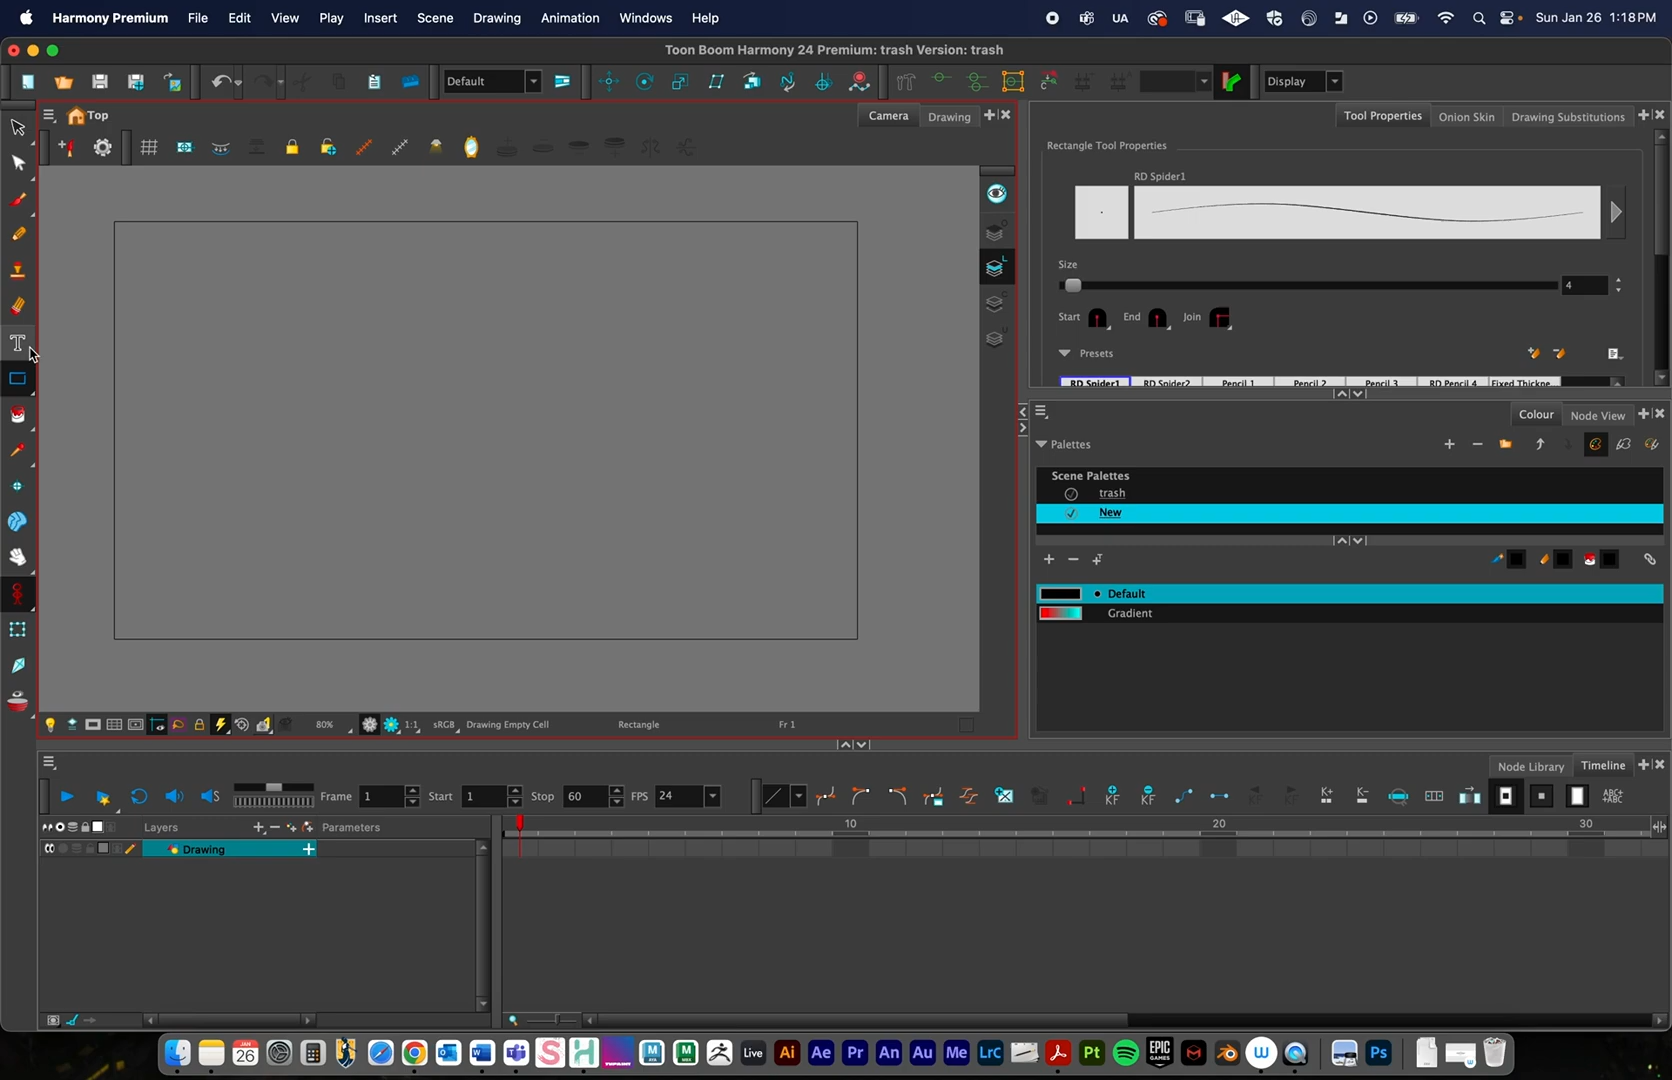 Harmony Premium File Edit View Play Insert Scene Drawing Animation Windows Help UA Sun Jan 26 1:18 PM
Toon Boom Harmony 24 Premium: trash Version: trash
Default Display
Top Camera Drawing Tool Properties Onion Skin Drawing Substitutions
Rectangle Tool Properties
RD Spider1
Size
4
Start End Join
Presets
RD Spider1 RD Spider2 Pencil 1 Pencil 2 Pencil 3 RD Pencil 4 Fixed Thickne...
Colour Node View
Palettes
Scene Palettes
trash
New
Default
Gradient
80% 1:1 sRGB Drawing Empty Cell Rectangle Fr 1
Node Library Timeline
Frame 1 Start 1 Stop 60 FPS 24
Layers Parameters 10 20 30
Drawing
JAN 26 Live Ai Ae Pr An Au Me LrC Pt EPIC GAMES Ps